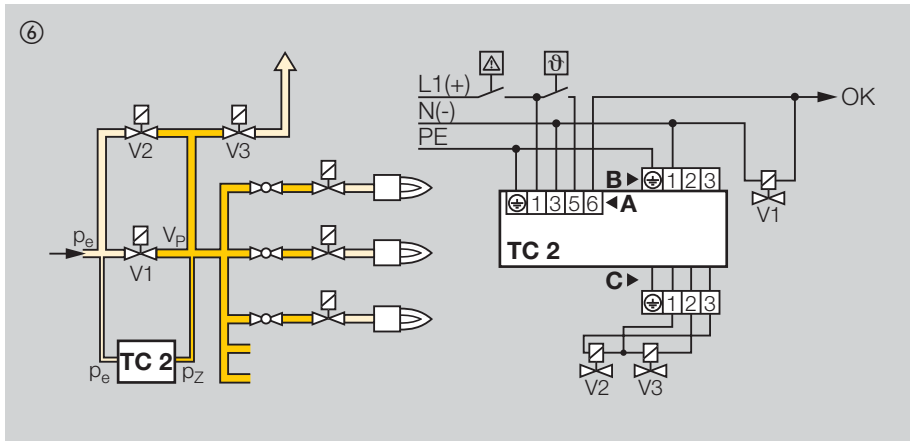 ⑥
V2
V3
pe
V1
VP
TC 2
pe
pZ
⚠
ϑ
L1(+)
N(-)
PE
OK
B ▶
1 2 3
1 3 5 6
◀ A
V1
TC 2
C ▶
1 2 3
V2
V3